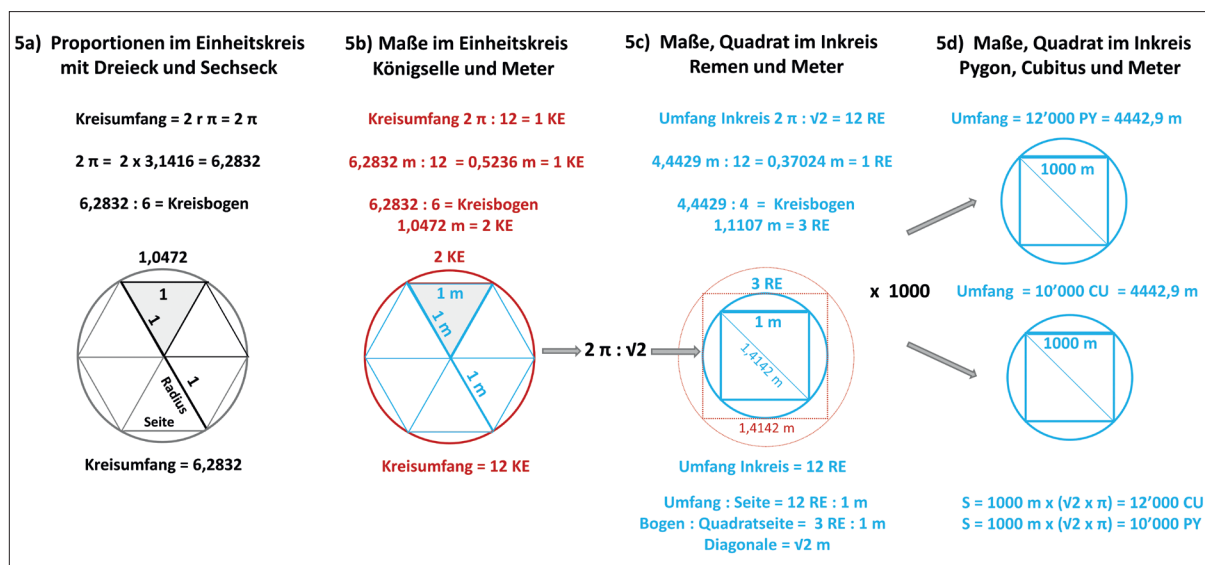 5a) Proportionen im Einheitskreis
mit Dreieck und Sechseck
Kreisumfang = 2 r π = 2 π
2 π = 2 x 3,1416 = 6,2832
6,2832 : 6 = Kreisbogen
1,0472
1
1
1
Radius
Seite
Kreisumfang = 6,2832
5b) Maße im Einheitskreis
Königselle und Meter
Kreisumfang 2 π : 12 = 1 KE
6,2832 m : 12 = 0,5236 m = 1 KE
6,2832 : 6 = Kreisbogen
1,0472 m = 2 KE
2 KE
1 m
1 m
1 m
Kreisumfang = 12 KE
2 π : √2
5c) Maße, Quadrat im Inkreis
Remen und Meter
Umfang Inkreis 2 π : √2 = 12 RE
4,4429 m : 12 = 0,37024 m = 1 RE
4,4429 : 4 = Kreisbogen
1,1107 m = 3 RE
3 RE
1 m
1,4142 m
1,4142 m
Umfang Inkreis = 12 RE
Umfang : Seite = 12 RE : 1 m
Bogen : Quadratseite = 3 RE : 1 m
Diagonale = √2 m
x 1000
5d) Maße, Quadrat im Inkreis
Pygon, Cubitus und Meter
Umfang = 12’000 PY = 4442,9 m
1000 m
Umfang = 10’000 CU = 4442,9 m
1000 m
S = 1000 m x (√2 x π) = 12’000 CU
S = 1000 m x (√2 x π) = 10’000 PY